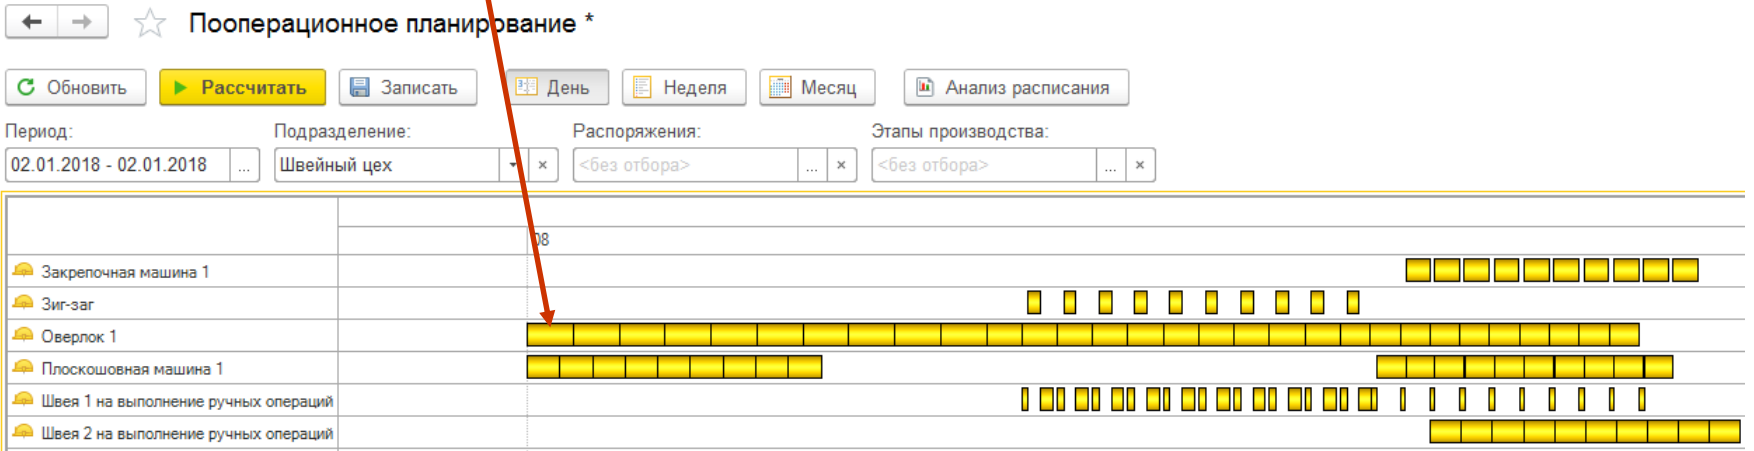 Пооперационное планирование *
Обновить Рассчитать Записать День Неделя Месяц Анализ расписания
Период: Подразделение: Распоряжения: Этапы производства:
02.01.2018 - 02.01.2018 ... Швейный цех × <без отбора> ... × <без отбора> ... ×
08
Закрепочная машина 1
Зиг-заг
Оверлок 1
Плоскошовная машина 1
Швея 1 на выполнение ручных операций
Швея 2 на выполнение ручных операций